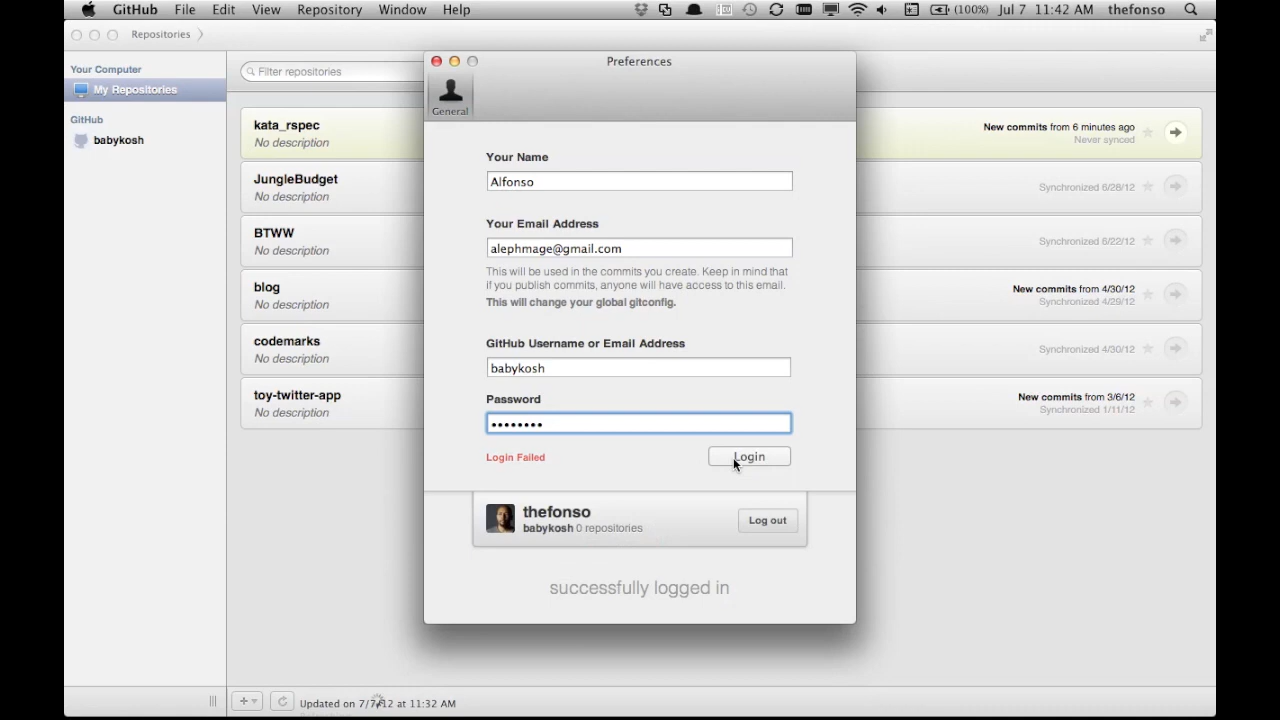 GitHub File Edit View Repository Window Help (100%) Jul 7 11:42 AM thefonso
Repositories
Preferences
General
Your Computer
My Repositories
GitHub
babykosh
Filter repositories
kata_rspec
No description
New commits from 6 minutes ago
Never synced
JungleBudget
No description
Synchronized 6/28/12
BTWW
No description
Synchronized 6/22/12
blog
No description
New commits from 4/30/12
Synchronized 4/29/12
codemarks
No description
Synchronized 4/30/12
toy-twitter-app
No description
New commits from 3/6/12
Synchronized 1/11/12
Your Name
Alfonso
Your Email Address
alephmage@gmail.com
This will be used in the commits you create. Keep in mind that
if you publish commits, anyone will have access to this email.
This will change your global gitconfig.
GitHub Username or Email Address
babykosh
Password
••••••••
Login Failed
Login
thefonso
babykosh 0 repositories
Log out
successfully logged in
Updated on 7/7/12 at 11:32 AM